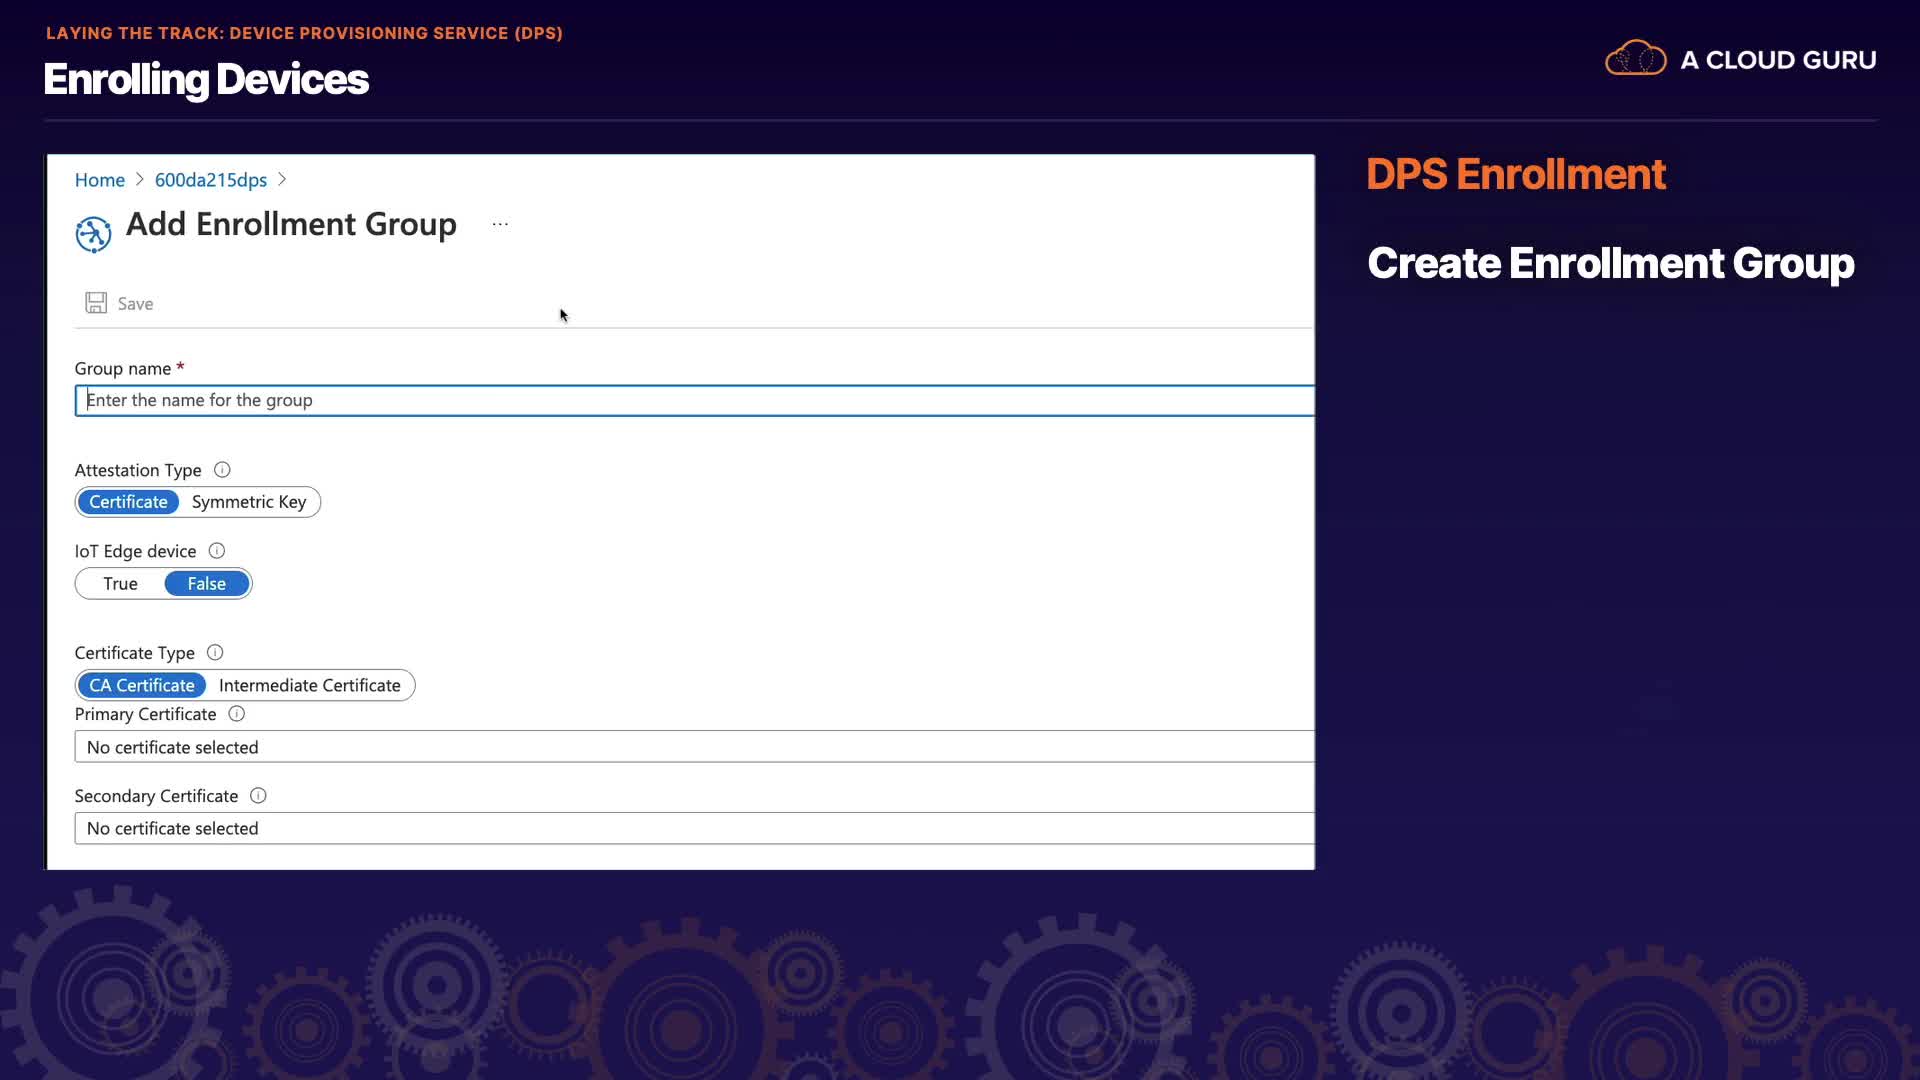 LAYING THE TRACK: DEVICE PROVISIONING SERVICE (DPS)
Enrolling Devices
A CLOUD GURU
Home > 600da215dps >
Add Enrollment Group ...
Save
Group name *
Enter the name for the group
Attestation Type
Certificate Symmetric Key
IoT Edge device
True False
Certificate Type
CA Certificate Intermediate Certificate
Primary Certificate
No certificate selected
Secondary Certificate
No certificate selected
DPS Enrollment
Create Enrollment Group